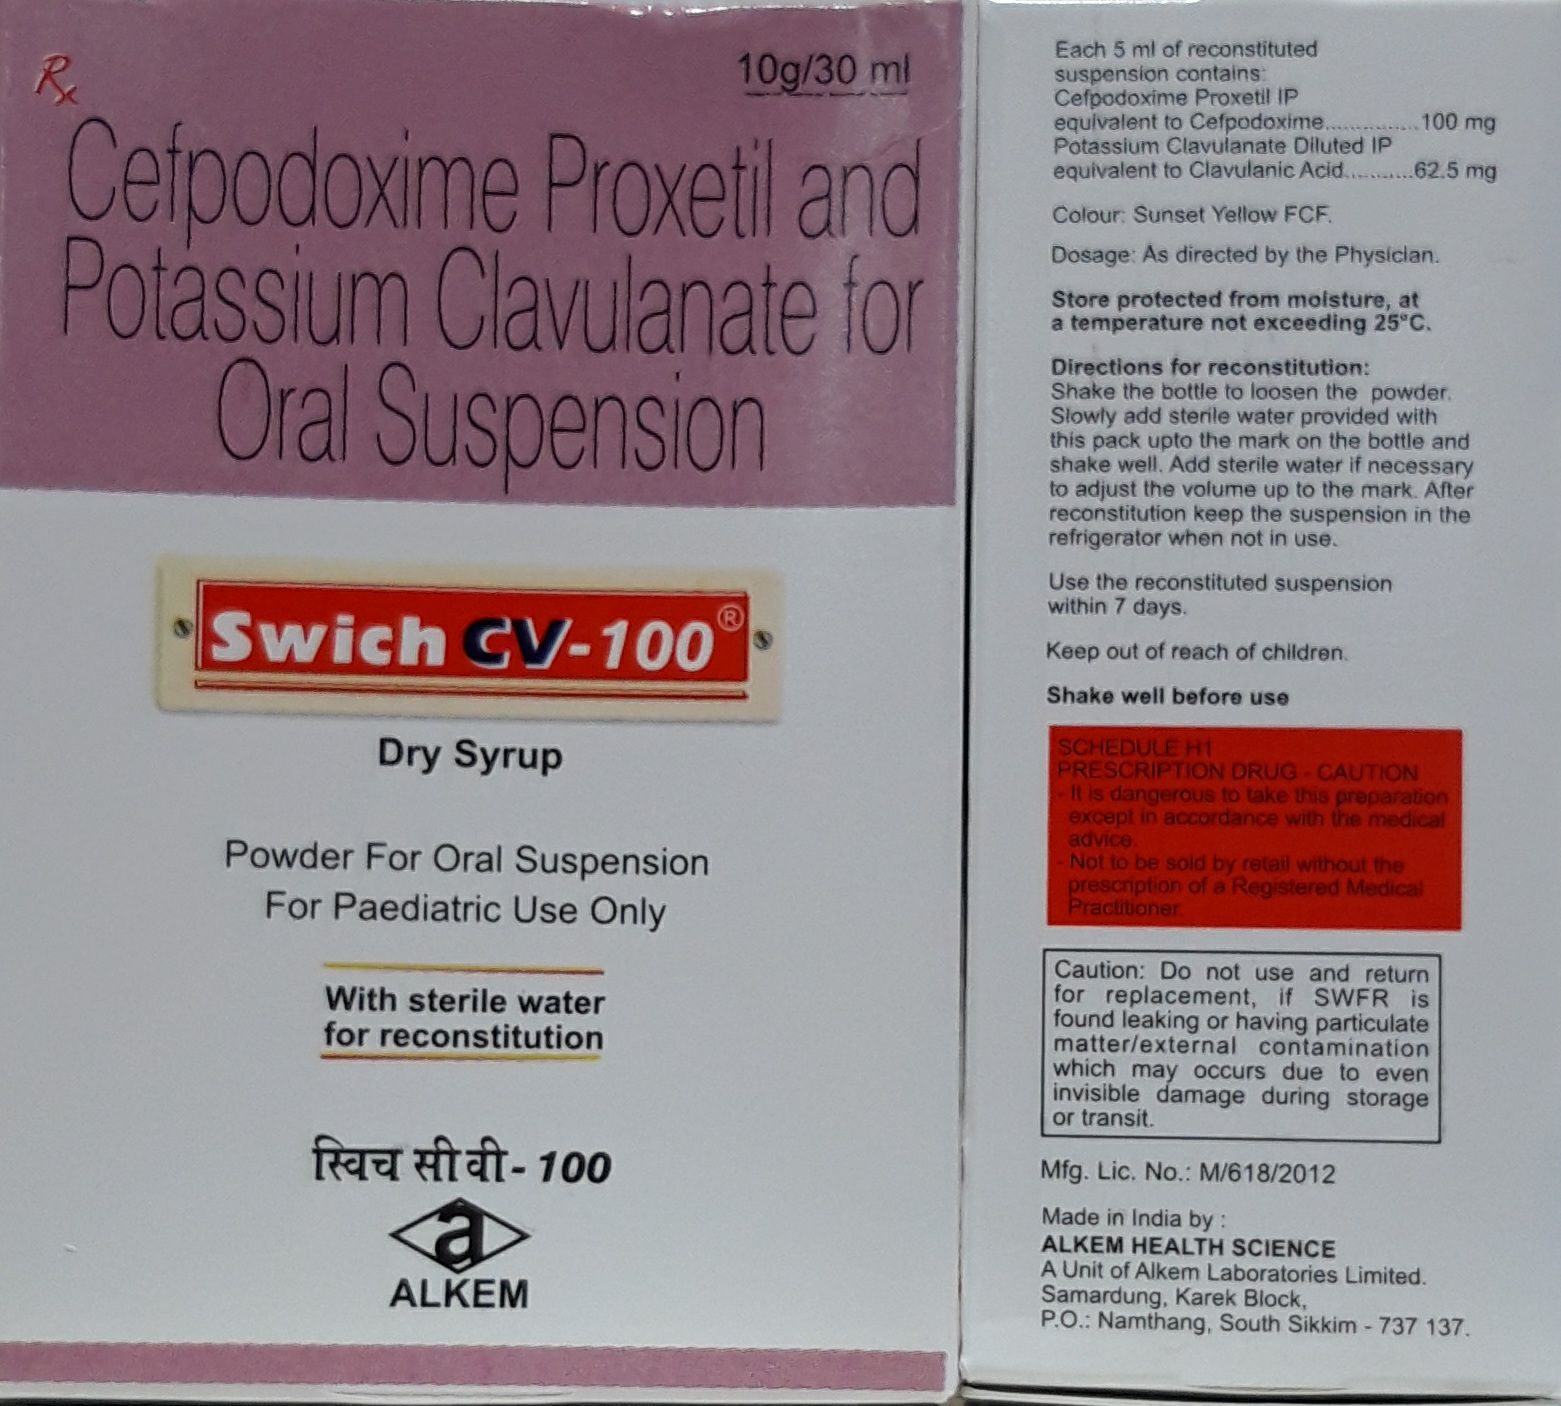 Rx
10g/30 ml
Cefpodoxime Proxetil and
Potassium Clavulanate for
Oral Suspension
Swich CV-100®
Dry Syrup
Powder For Oral Suspension
For Paediatric Use Only
With sterile water
for reconstitution
स्विच सी वी - 100
a
ALKEM
Each 5 ml of reconstituted
suspension contains:
Cefpodoxime Proxetil IP
equivalent to Cefpodoxime...............100 mg
Potassium Clavulanate Diluted IP
equivalent to Clavulanic Acid...........62.5 mg
Colour: Sunset Yellow FCF.
Dosage: As directed by the Physician.
Store protected from moisture, at
a temperature not exceeding 25°C.
Directions for reconstitution:
Shake the bottle to loosen the powder.
Slowly add sterile water provided with
this pack upto the mark on the bottle and
shake well. Add sterile water if necessary
to adjust the volume up to the mark. After
reconstitution keep the suspension in the
refrigerator when not in use.
Use the reconstituted suspension
within 7 days.
Keep out of reach of children.
Shake well before use
SCHEDULE H1
PRESCRIPTION DRUG - CAUTION
- It is dangerous to take this preparation
except in accordance with the medical
advice.
- Not to be sold by retail without the
prescription of a Registered Medical
Practitioner.
Caution: Do not use and return
for replacement, if SWFR is
found leaking or having particulate
matter/external contamination
which may occurs due to even
invisible damage during storage
or transit.
Mfg. Lic. No.: M/618/2012
Made in India by :
ALKEM HEALTH SCIENCE
A Unit of Alkem Laboratories Limited.
Samardung, Karek Block,
P.O.: Namthang, South Sikkim - 737 137.